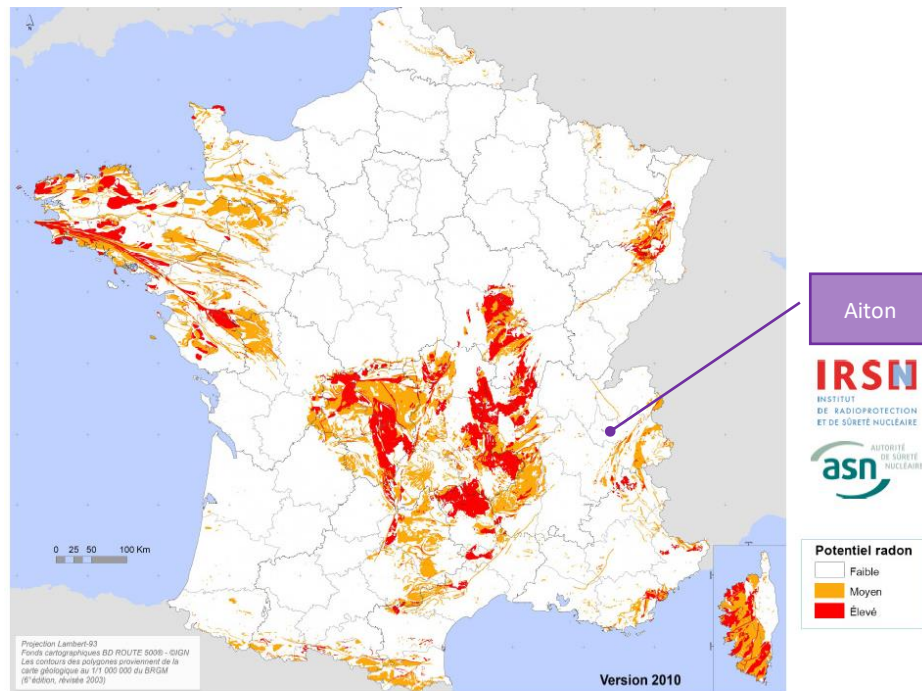 Aiton
IRSN
INSTITUT
DE RADIOPROTECTION
ET DE SÛRETÉ NUCLÉAIRE
asn
AUTORITÉ
DE SÛRETÉ
NUCLÉAIRE
0 25 50 100 Km
Potentiel radon
Faible
Moyen
Élevé
Projection Lambert-93
Fonds cartographiques BD ROUTE 500® - ©IGN
Les contours des polygones proviennent de la
carte géologique au 1/1 000 000 du BRGM
(6° édition, révisée 2003)
Version 2010